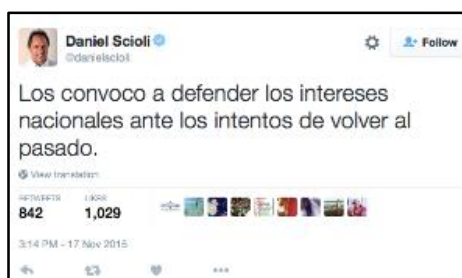 Daniel Scioli
@danielscioli
Follow
Los convoco a defender los intereses
nacionales ante los intentos de volver al
pasado.
View translation
RETWEETS LIKES
842 1,029
3:14 PM - 17 Nov 2015